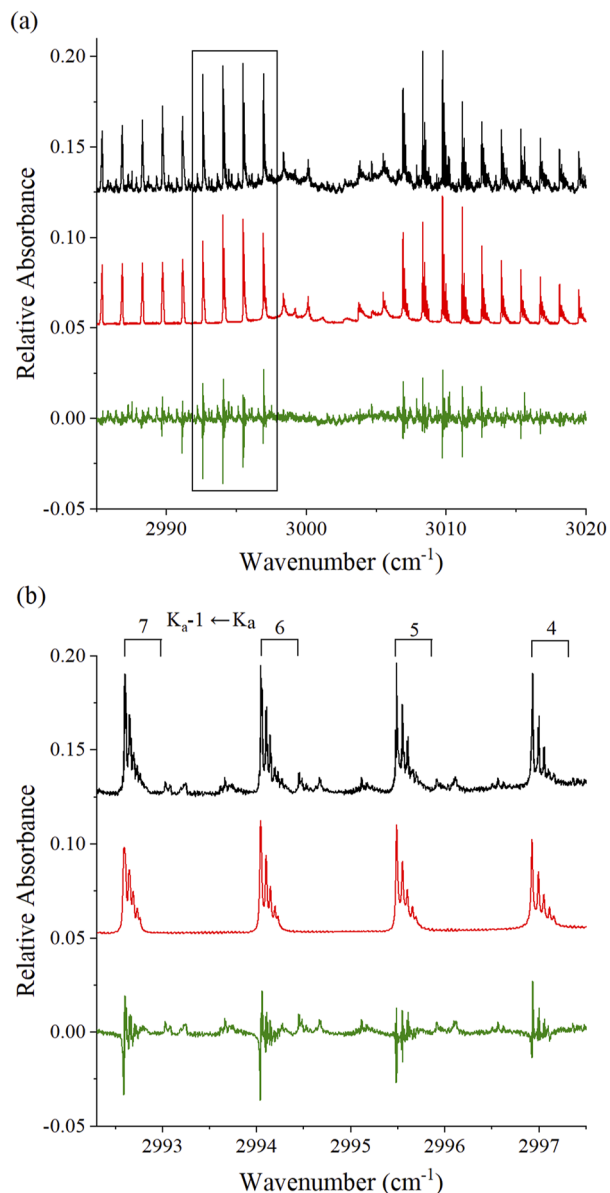 (a)
0.20
0.15
0.10
0.05
0.00
-0.05
Relative Absorbance
2990 3000 3010 3020
Wavenumber (cm⁻¹)
(b)
7 Kₐ-1 ← Kₐ 6 5 4
0.20
0.15
0.10
0.05
0.00
-0.05
Relative Absorbance
2993 2994 2995 2996 2997
Wavenumber (cm⁻¹)